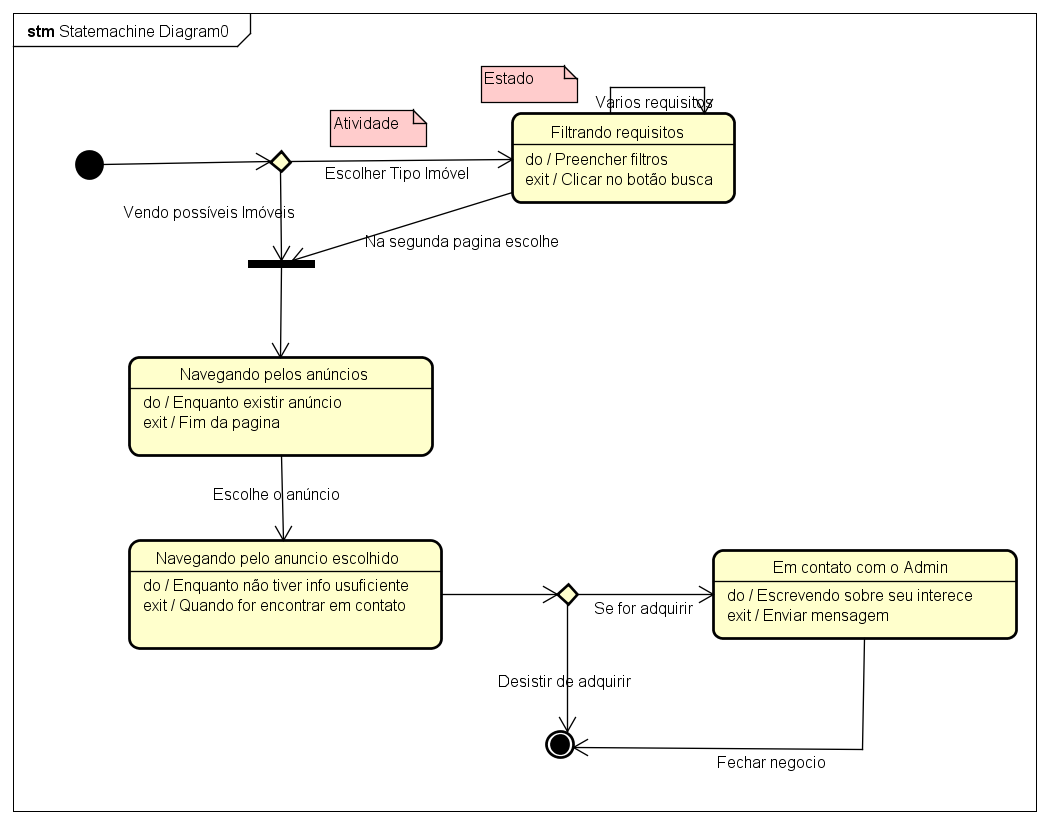 stm Statemachine Diagram0
Estado
Varios requisitos
Atividade
Filtrando requisitos
do / Preencher filtros
exit / Clicar no botão busca
Escolher Tipo Imóvel
Vendo possíveis Imóveis
Na segunda pagina escolhe
Navegando pelos anúncios
do / Enquanto existir anúncio
exit / Fim da pagina
Escolhe o anúncio
Navegando pelo anuncio escolhido
do / Enquanto não tiver info usuficiente
exit / Quando for encontrar em contato
Em contato com o Admin
do / Escrevendo sobre seu interece
exit / Enviar mensagem
Se for adquirir
Desistir de adquirir
Fechar negocio